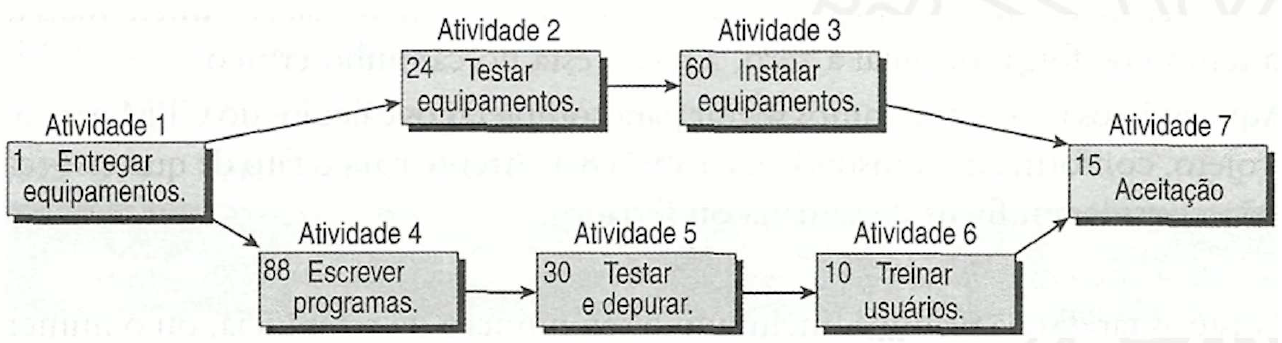 Atividade 1
1 Entregar
equipamentos.
Atividade 2
24 Testar
equipamentos.
Atividade 3
60 Instalar
equipamentos.
Atividade 4
88 Escrever
programas.
Atividade 5
30 Testar
e depurar.
Atividade 6
10 Treinar
usuários.
Atividade 7
15
Aceitação